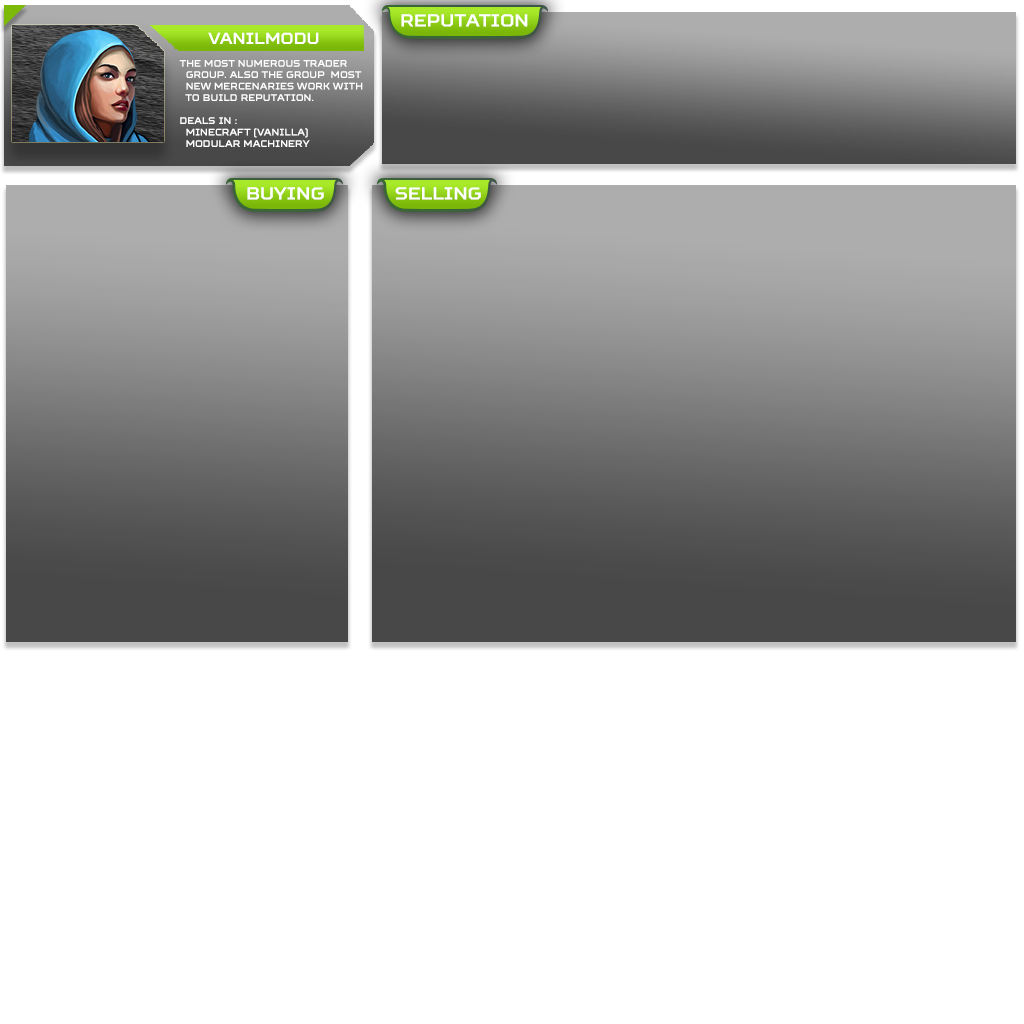 VANILMODU
THE MOST NUMEROUS TRADER
GROUP. ALSO THE GROUP MOST
NEW MERCENARIES WORK WITH
TO BUILD REPUTATION.
DEALS IN :
MINECRAFT (VANILLA)
MODULAR MACHINERY
REPUTATION
BUYING
SELLING